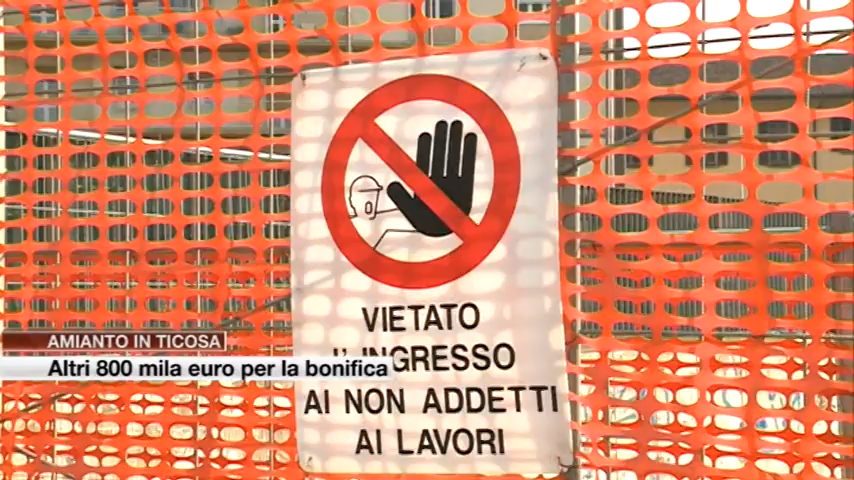 VIETATO
L'INGRESSO
AI NON ADDETTI
AI LAVORI
AMIANTO IN TICOSA
Altri 800 mila euro per la bonifica